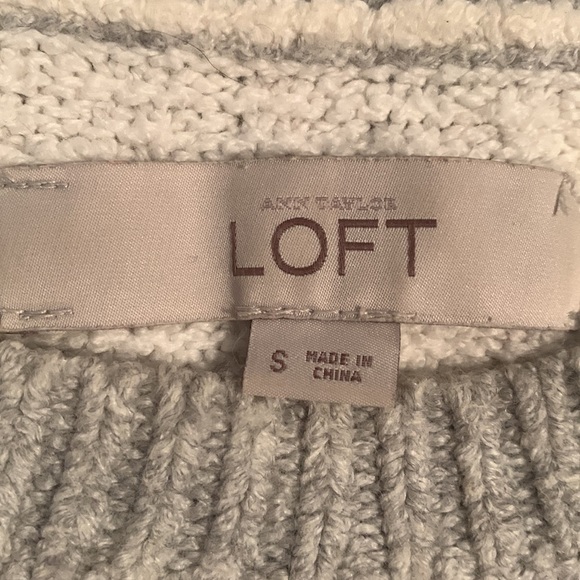 ANN TAYLOR
LOFT
S
MADE IN
CHINA